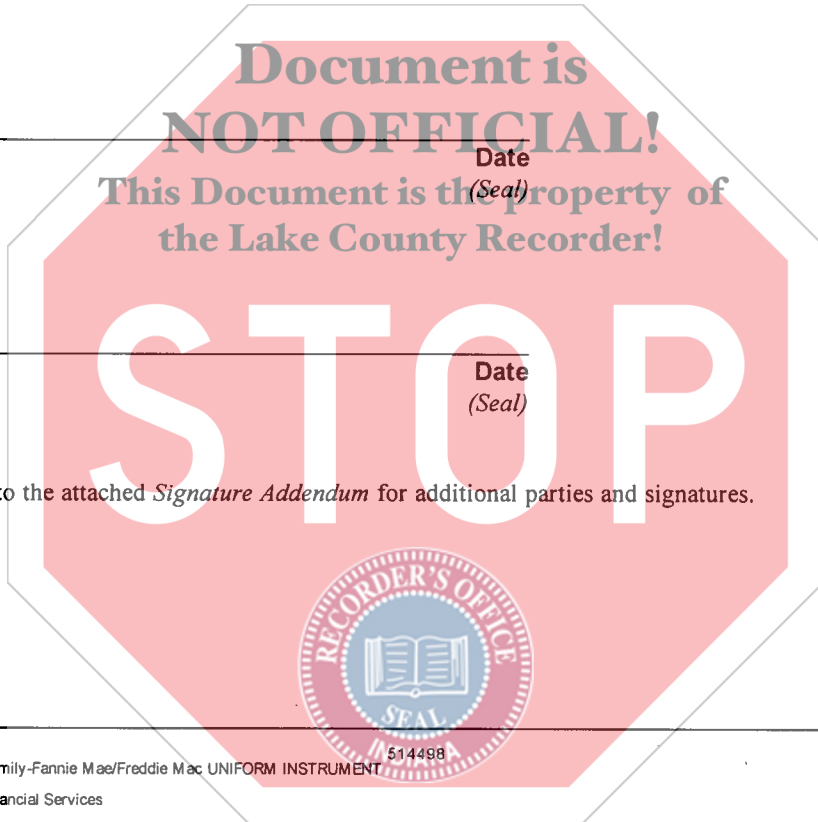 Document is
NOT OFFICIAL!
Date
This Document is the property of
(Seal)
the Lake County Recorder!
STOP
Date
(Seal)
to the attached Signature Addendum for additional parties and signatures.
RECORDER'S OFFICE
SEAL
INDIANA
514498
mily-Fannie Mae/Freddie Mac UNIFORM INSTRUMENT
ancial Services